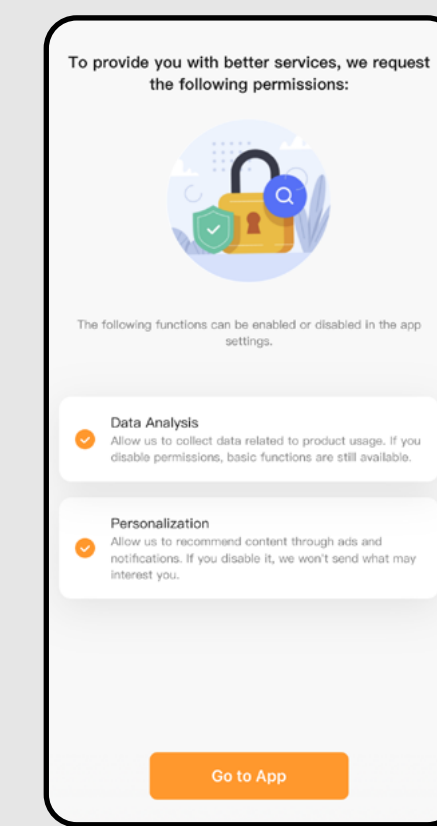 To provide you with better services, we request
the following permissions:
The following functions can be enabled or disabled in the app
settings.
Data Analysis
Allow us to collect data related to product usage. If you
disable permissions, basic functions are still available.
Personalization
Allow us to recommend content through ads and
notifications. If you disable it, we won't send what may
interest you.
Go to App